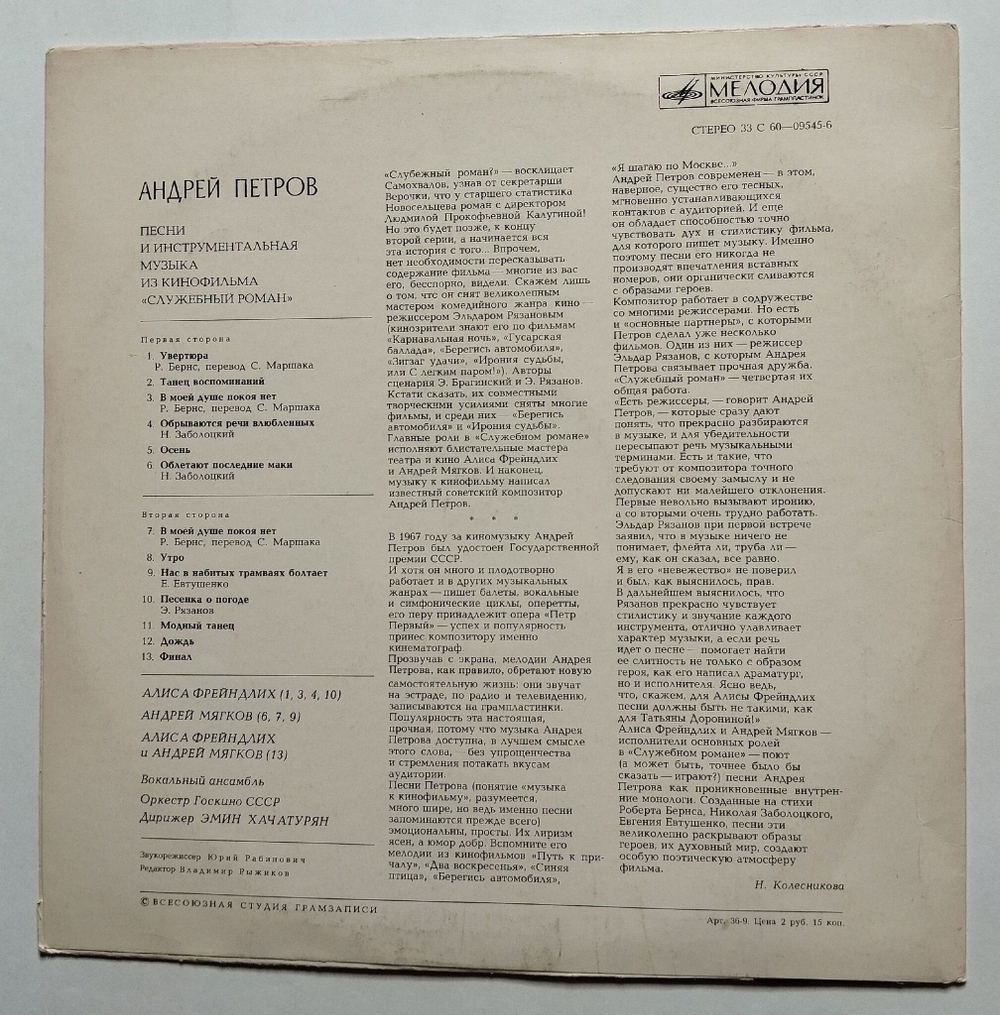 МИНИСТЕРСТВО КУЛЬТУРЫ СССР
МЕЛОДИЯ
ВСЕСОЮЗНАЯ ФИРМА ГРАМПЛАСТИНОК
СТЕРЕО 33 С 60—09545-6
АНДРЕЙ ПЕТРОВ
ПЕСНИ
И ИНСТРУМЕНТАЛЬНАЯ
МУЗЫКА
ИЗ КИНОФИЛЬМА
«СЛУЖЕБНЫЙ РОМАН»
Первая сторона
1. Увертюра
Р. Бернс, перевод С. Маршака
2. Танец воспоминаний
3. В моей душе покоя нет
Р. Бернс, перевод С. Маршака
4 Обрываются речи влюбленных
Н. Заболоцкий
5. Осень
6. Облетают последние маки
Н. Заболоцкий
Вторая сторона
7. В моей душе покоя нет
Р. Бернс, перевод С. Маршака
8. Утро
9. Нас в набитых трамваях болтает
Е. Евтушенко
10. Песенка о погоде
Э. Рязанов
11. Модный танец
12. Дождь
13. Финал
АЛИСА ФРЕЙНДЛИХ (1, 3, 4, 10)
АНДРЕЙ МЯГКОВ (6, 7, 9)
АЛИСА ФРЕЙНДЛИХ
и АНДРЕЙ МЯГКОВ (13)
Вокальный ансамбль
Оркестр Госкино СССР
Дирижер ЭМИН ХАЧАТУРЯН
Звукорежиссер Юрий Рабинович
Редактор Владимир Рыжиков
© ВСЕСОЮЗНАЯ СТУДИЯ ГРАМЗАПИСИ
«Слубежный роман?» — восклицает
Самохвалов, узнав от секретарши
Верочки, что у старшего статистика
Новосельцева роман с директором
Людмилой Прокофьевной Калугиной!
Но это будет позже, к концу
второй серии, а начинается вся
эта история с того... Впрочем,
нет необходимости пересказывать
содержание фильма — многие из вас
его, бесспорно, видели. Скажем лишь
о том, что он снят великолепным
мастером комедийного жанра кино —
режиссером Эльдаром Рязановым
(кинозрители знают его по фильмам
«Карнавальная ночь», «Гусарская
баллада», «Берегись автомобиля»,
«Зигзаг удачи», «Ирония судьбы,
или С легким паром!»). Авторы
сценария Э. Брагинский и Э. Рязанов.
Кстати сказать, их совместными
творческими усилиями сняты многие
фильмы, и среди них — «Берегись
автомобиля» и «Ирония судьбы».
Главные роли в «Служебном романе»
исполняют блистательные мастера
театра и кино Алиса Фрейндлих
и Андрей Мягков. И наконец,
музыку к кинофильму написал
известный советский композитор
Андрей Петров.
* * *
В 1967 году за киномузыку Андрей
Петров был удостоен Государственной
премии СССР.
И хотя он много и плодотворно
работает и в других музыкальных
жанрах — пишет балеты, вокальные
и симфонические циклы, оперетты,
его перу принадлежит опера «Петр
Первый» — успех и популярность
принес композитору именно
кинематограф.
Прозвучав с экрана, мелодии Андрея
Петрова, как правило, обретают новую
самостоятельную жизнь: они звучат
на эстраде, по радио и телевидению,
записываются на грампластинки.
Популярность эта настоящая,
прочная, потому что музыка Андрея
Петрова доступна, в лучшем смысле
этого слова, — без упрощенчества
и стремления потакать вкусам
аудитории.
Песни Петрова (понятие «музыка
к кинофильму», разумеется,
много шире, но ведь именно песни
запоминаются прежде всего)
эмоциональны, просты. Их лиризм
ясен, а юмор добр. Вспомните его
мелодии из кинофильмов «Путь к при-
чалу», «Два воскресенья», «Синяя
птица», «Берегись автомобиля»,
«Я шагаю по Москве...»
Андрей Петров современен — в этом,
наверное, существо его тесных,
мгновенно устанавливающихся
контактов с аудиторией. И еще
он обладает способностью точно
чувствовать дух и стилистику фильма,
для которого пишет музыку. Именно
поэтому песни его никогда не
производят впечатления вставных
номеров, они органически сливаются
с образами героев.
Композитор работает в содружестве
со многими режиссерами. Но есть
и «основные партнеры», с которыми
Петров сделал уже несколько
фильмов. Один из них — режиссер
Эльдар Рязанов, с которым Андрея
Петрова связывает прочная дружба.
«Служебный роман» — четвертая их
общая работа.
«Есть режиссеры, — говорит Андрей
Петров, — которые сразу дают
понять, что прекрасно разбираются
в музыке, и для убедительности
пересыпают речь музыкальными
терминами. Есть и такие, что
требуют от композитора точного
следования своему замыслу и не
допускают ни малейшего отклонения.
Первые невольно вызывают иронию,
а со вторыми очень трудно работать.
Эльдар Рязанов при первой встрече
заявил, что в музыке ничего не
понимает, флейта ли, труба ли —
ему, как он сказал, все равно.
Я в его «невежество» не поверил
и был, как выяснилось, прав.
В дальнейшем выяснилось, что
Рязанов прекрасно чувствует
стилистику и звучание каждого
инструмента, отлично улавливает
характер музыки, а если речь
идет о песне — помогает найти
ее слитность не только с образом
героя, как его написал драматург,
но и исполнителя. Ясно ведь,
что, скажем, для Алисы Фрейндлих
песни должны быть не такими, как
для Татьяны Дорониной!»
Алиса Фрейндлих и Андрей Мягков —
исполнители основных ролей
в «Служебном романе» — поют
(а может быть, точнее было бы
сказать — играют?) песни Андрея
Петрова как проникновенные внутрен-
ние монологи. Созданные на стихи
Роберта Бернса, Николая Заболоцкого,
Евгения Евтушенко, песни эти
великолепно раскрывают образы
героев, их духовный мир, создают
особую поэтическую атмосферу
фильма.
Н. Колесникова
Арт. 36-9. Цена 2 руб. 15 коп.